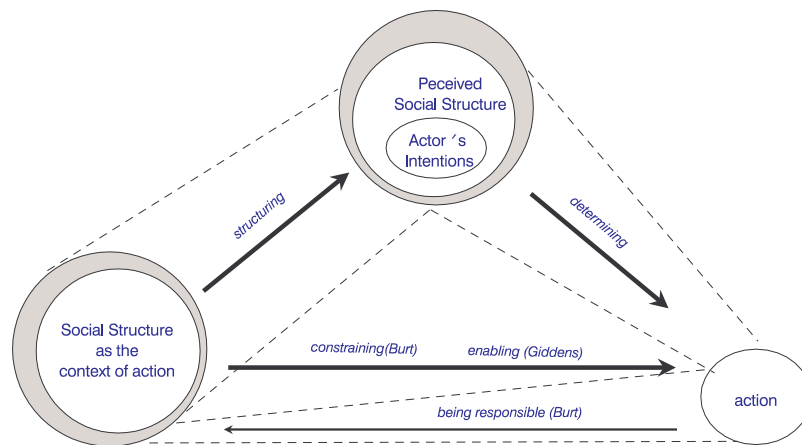 Perceived
Social Structure
Actor ´s
Intentions
structuring
determining
Social Structure
as the
context of action
constraining(Burt) enabling (Giddens)
action
being responsible (Burt)